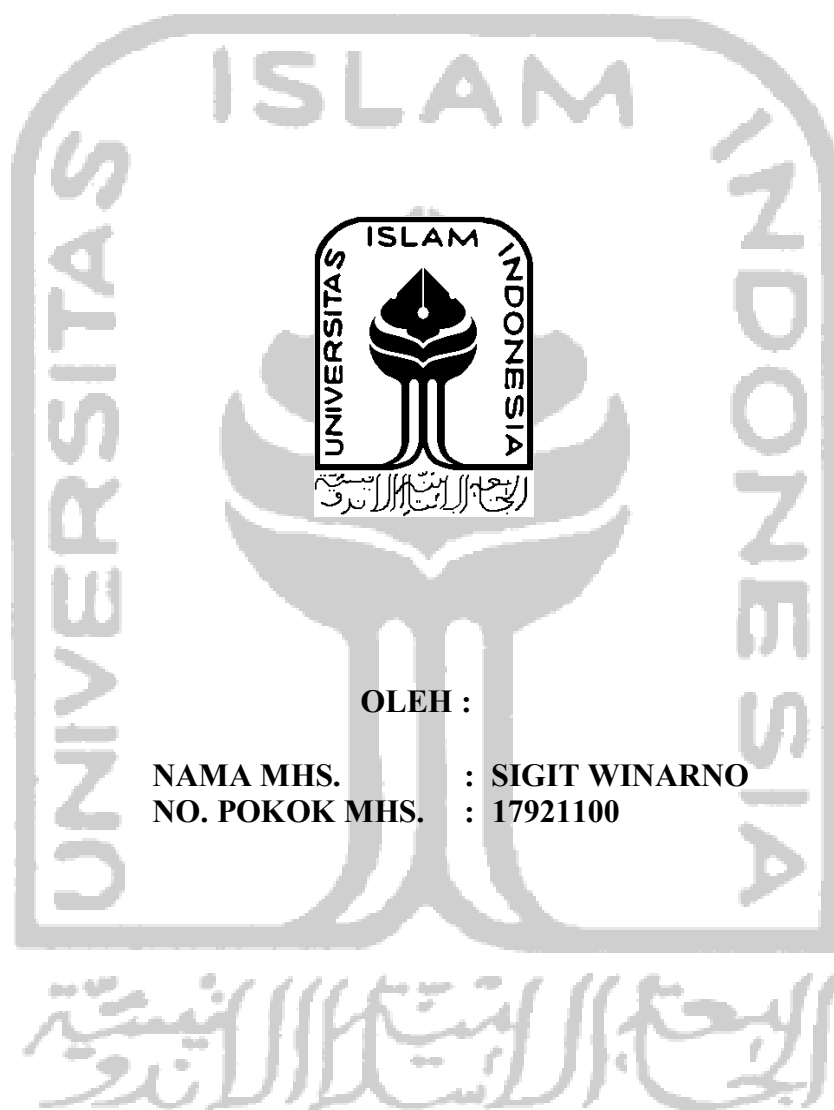 ISLAM
UNIVERSITAS
INDONESIA
ISLAM
UNIVERSITAS
INDONESIA
OLEH :
NAMA MHS. : SIGIT WINARNO
NO. POKOK MHS. : 17921100